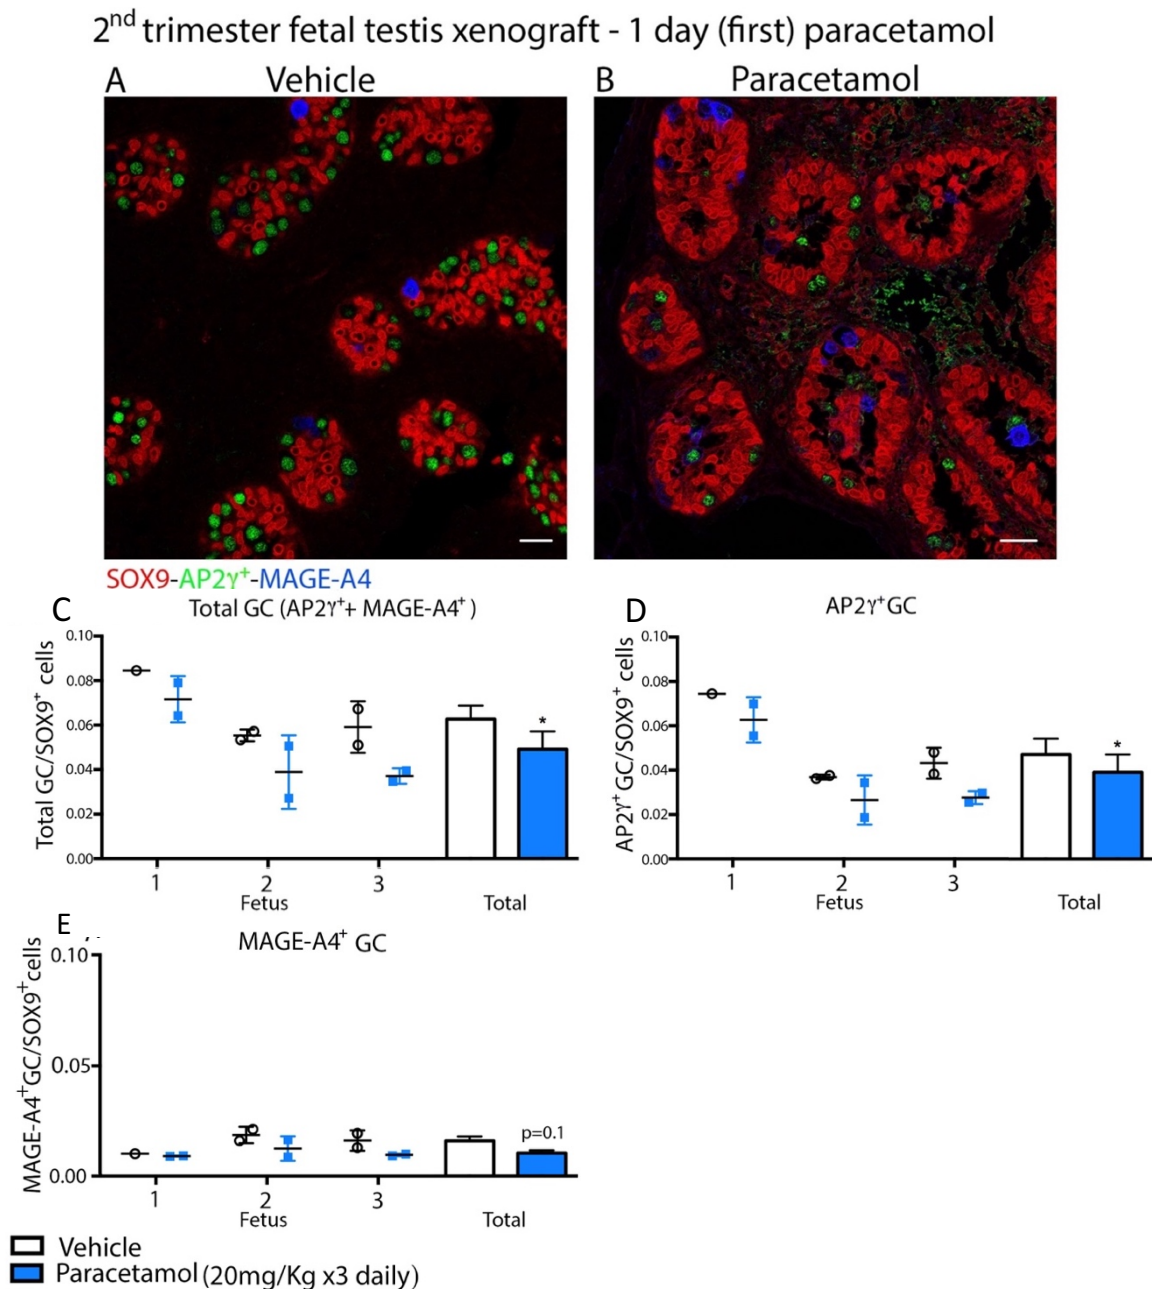 2nd trimester fetal testis xenograft - 1 day (first) paracetamol
A Vehicle
B Paracetamol
SOX9-AP2γ+-MAGE-A4
C Total GC (AP2γ++ MAGE-A4+ )
Total GC/SOX9+ cells
0.10
0.08
0.06
0.04
0.02
0.00
*
1 2 3
Fetus Total
D AP2γ+GC
AP2γ+GC/SOX9+ cells
0.10
0.08
0.06
0.04
0.02
0.00
*
1 2 3
Fetus Total
E MAGE-A4+ GC
MAGE-A4+GC/SOX9+cells
0.10
0.05
0.00
p=0.1
1 2 3
Fetus Total
Vehicle
Paracetamol (20mg/Kg x3 daily)